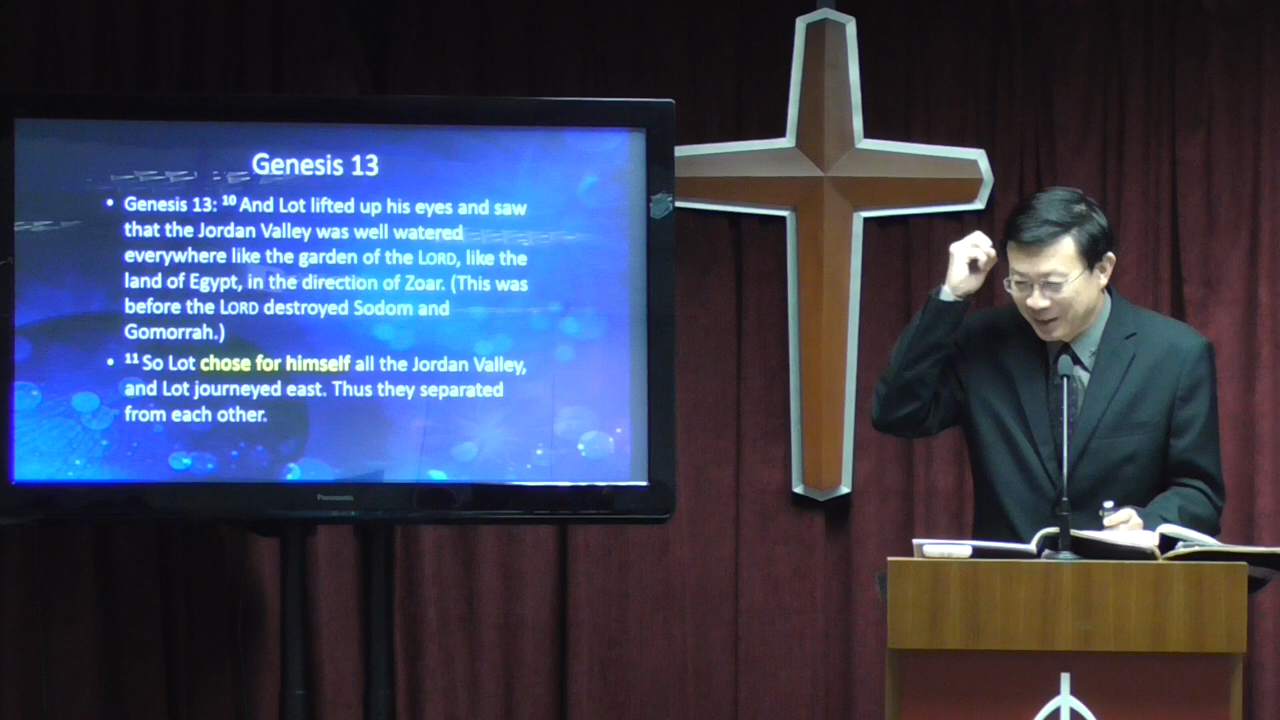 Genesis 13
• Genesis 13: ¹⁰ And Lot lifted up his eyes and saw
that the Jordan Valley was well watered
everywhere like the garden of the LORD, like the
land of Egypt, in the direction of Zoar. (This was
before the LORD destroyed Sodom and
Gomorrah.)
• ¹¹ So Lot chose for himself all the Jordan Valley,
and Lot journeyed east. Thus they separated
from each other.
Panasonic